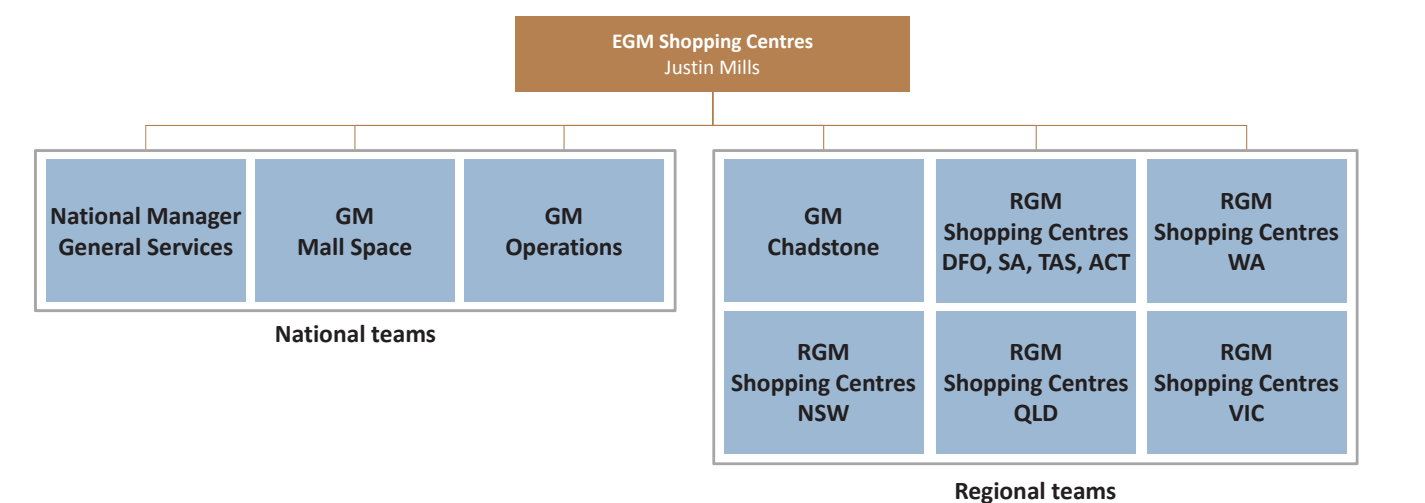 EGM Shopping Centres
Justin Mills
National Manager
General Services
GM
Mall Space
GM
Operations
National teams
GM
Chadstone
RGM
Shopping Centres
DFO, SA, TAS, ACT
RGM
Shopping Centres
WA
RGM
Shopping Centres
NSW
RGM
Shopping Centres
QLD
RGM
Shopping Centres
VIC
Regional teams